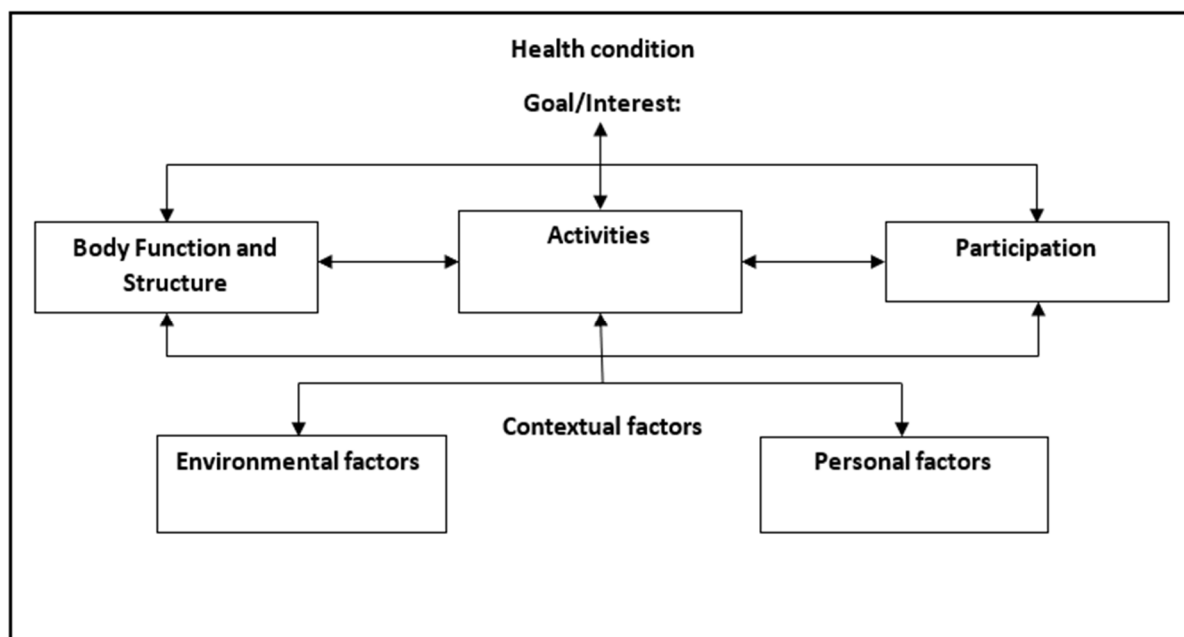 Health condition
Goal/Interest:
Body Function and
Structure
Activities
Participation
Contextual factors
Environmental factors
Personal factors